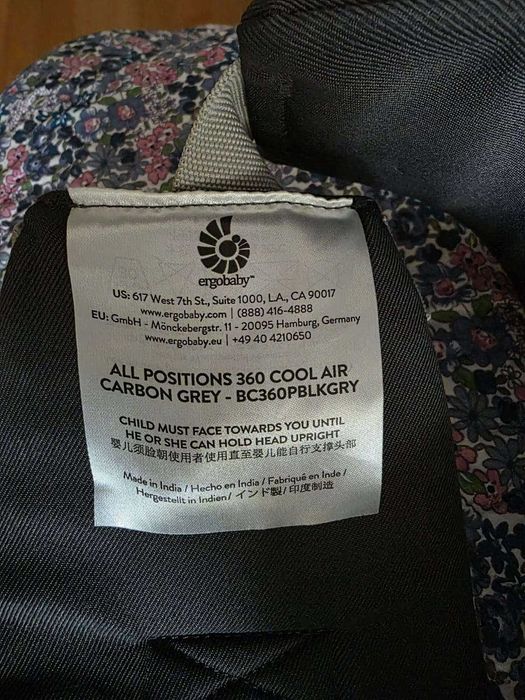 ergobaby™
US: 617 West 7th St., Suite 1000, L.A., CA 90017
www.ergobaby.com | (888) 416-4888
EU: GmbH - Mönckebergstr. 11 - 20095 Hamburg, Germany
www.ergobaby.eu | +49 40 4210650
ALL POSITIONS 360 COOL AIR
CARBON GREY - BC360PBLKGRY
CHILD MUST FACE TOWARDS YOU UNTIL
HE OR SHE CAN HOLD HEAD UPRIGHT
婴儿须脸朝使用者使用直至婴儿能自行支撑头部
Made in India / Hecho en India / Fabriqué en Inde /
Hergestellt in Indien / インド製 / 印度制造